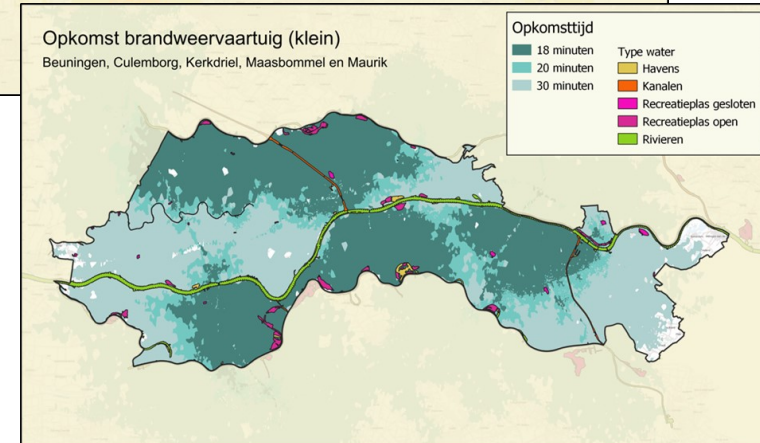 Opkomst brandweervaartuig (klein)
Beuningen, Culemborg, Kerkdriel, Maasbommel en Maurik
Opkomsttijd
18 minuten
20 minuten
30 minuten
Type water
Havens
Kanalen
Recreatieplas gesloten
Recreatieplas open
Rivieren